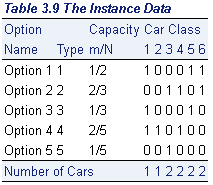 Table 3.9 The Instance Data
Option Capacity Car Class
Name Type m/N 1 2 3 4 5 6
Option 1 1 1/2 1 0 0 0 1 1
Option 2 2 2/3 0 0 1 1 0 1
Option 3 3 1/3 1 0 0 0 1 0
Option 4 4 2/5 1 1 0 1 0 0
Option 5 5 1/5 0 0 1 0 0 0
Number of Cars 1 1 2 2 2 2